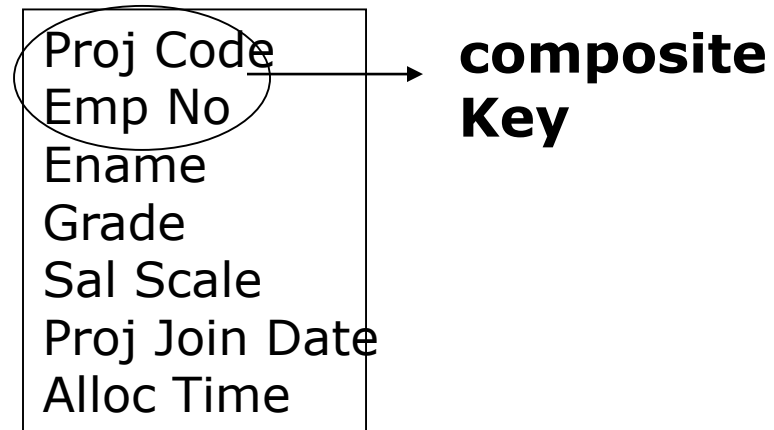 Proj Code
Emp No
Ename
Grade
Sal Scale
Proj Join Date
Alloc Time
composite
Key